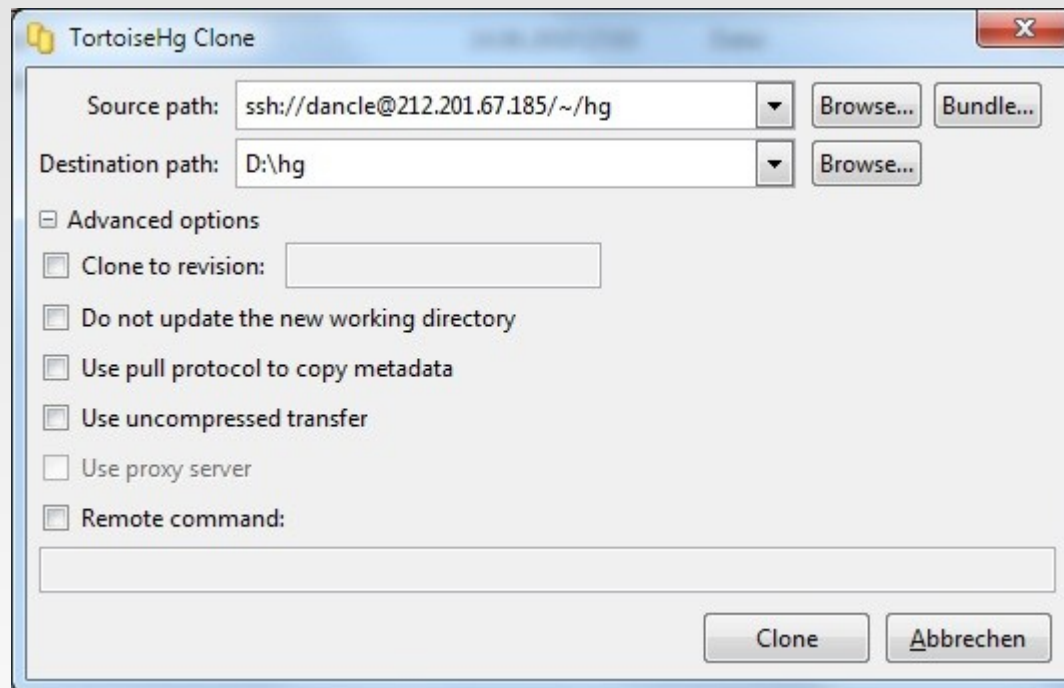 TortoiseHg Clone
Source path: ssh://dancle@212.201.67.185/~/hg Browse... Bundle...
Destination path: D:\hg Browse...
Advanced options
Clone to revision:
Do not update the new working directory
Use pull protocol to copy metadata
Use uncompressed transfer
Use proxy server
Remote command:
Clone Abbrechen